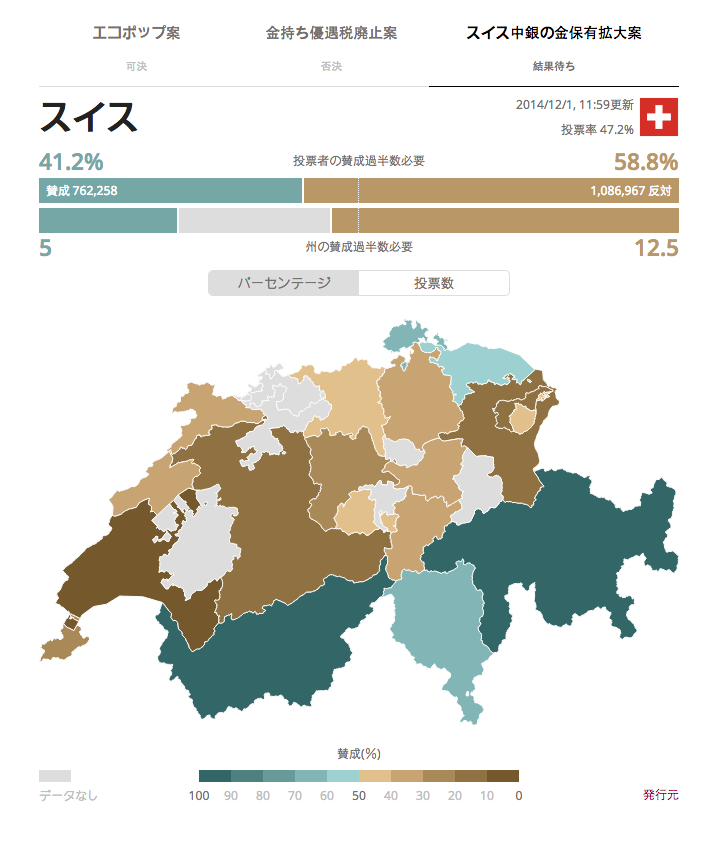 エコポップ案 金持ち優遇税廃止案 スイス中銀の金保有拡大案
可決 否決 結果待ち
スイス
2014/12/1, 11:59更新
投票率 47.2%
41.2% 投票者の賛成過半数必要 58.8%
賛成 762,258 1,086,967 反対
5 州の賛成過半数必要 12.5
パーセンテージ 投票数
賛成(%)
データなし 100 90 80 70 60 50 40 30 20 10 0 発行元